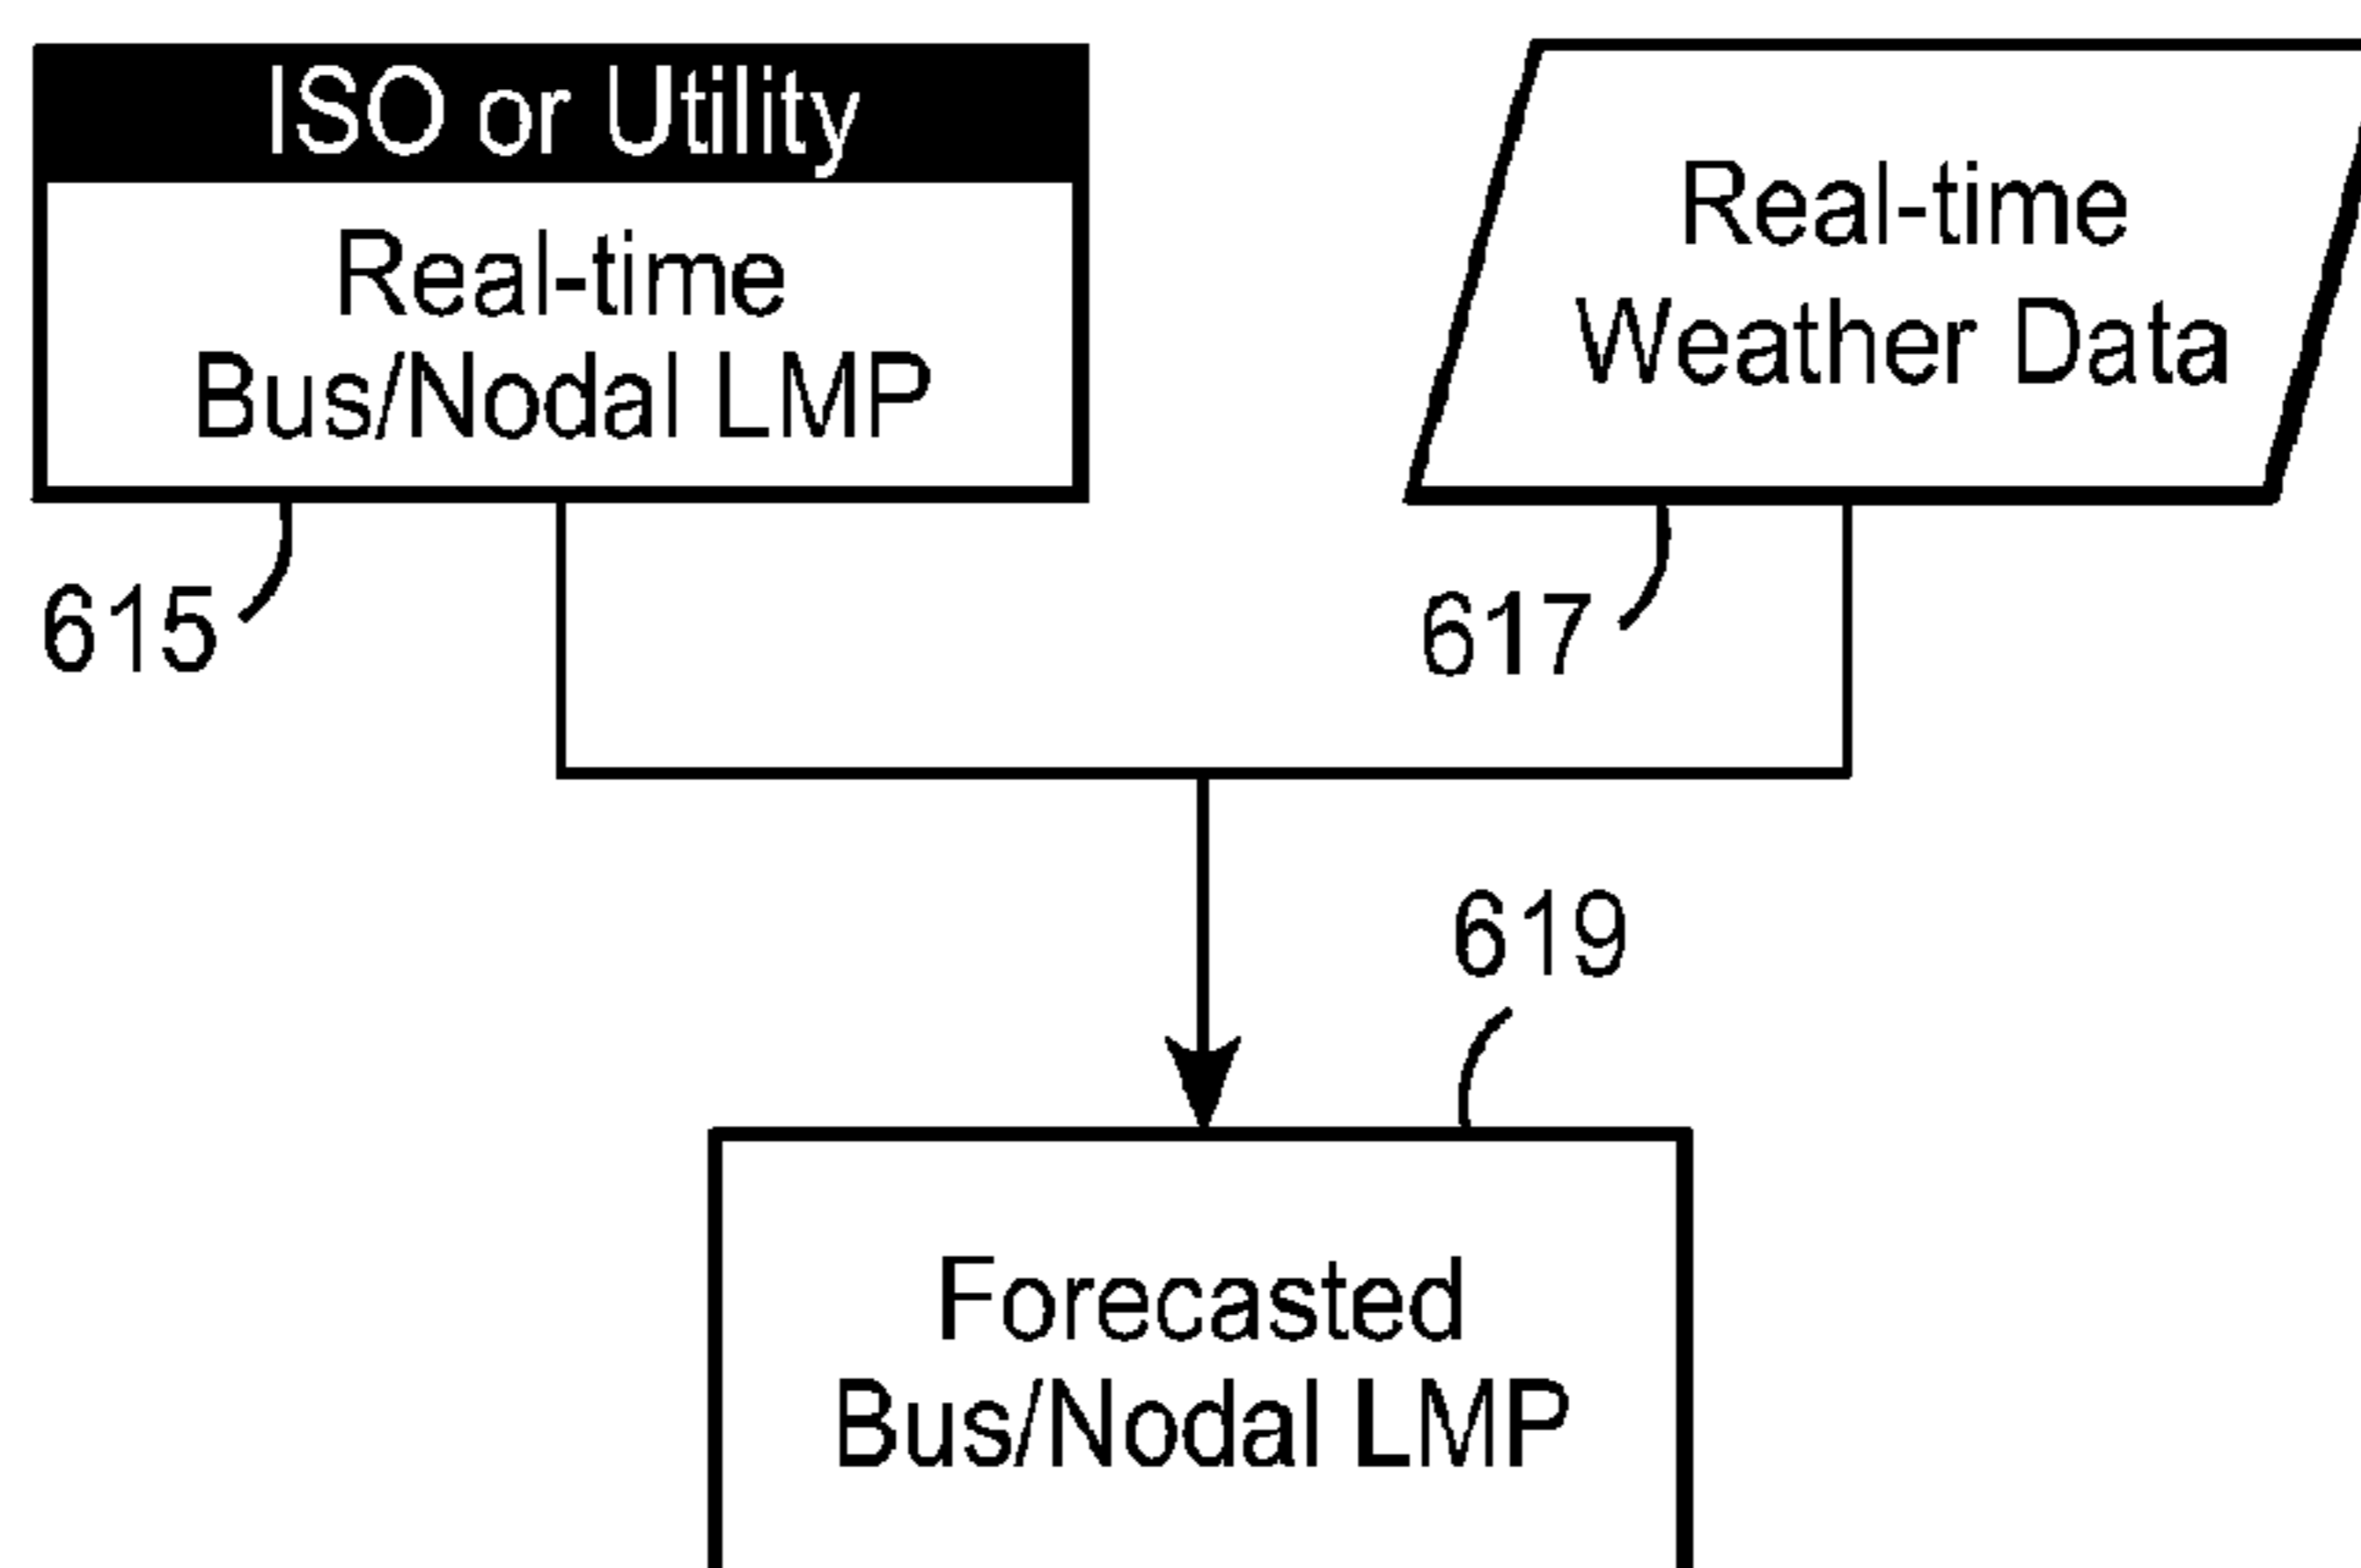 ISO or Utility
Real-time
Bus/Nodal LMP
Real-time
Weather Data
615
617
619
Forecasted
Bus/Nodal LMP